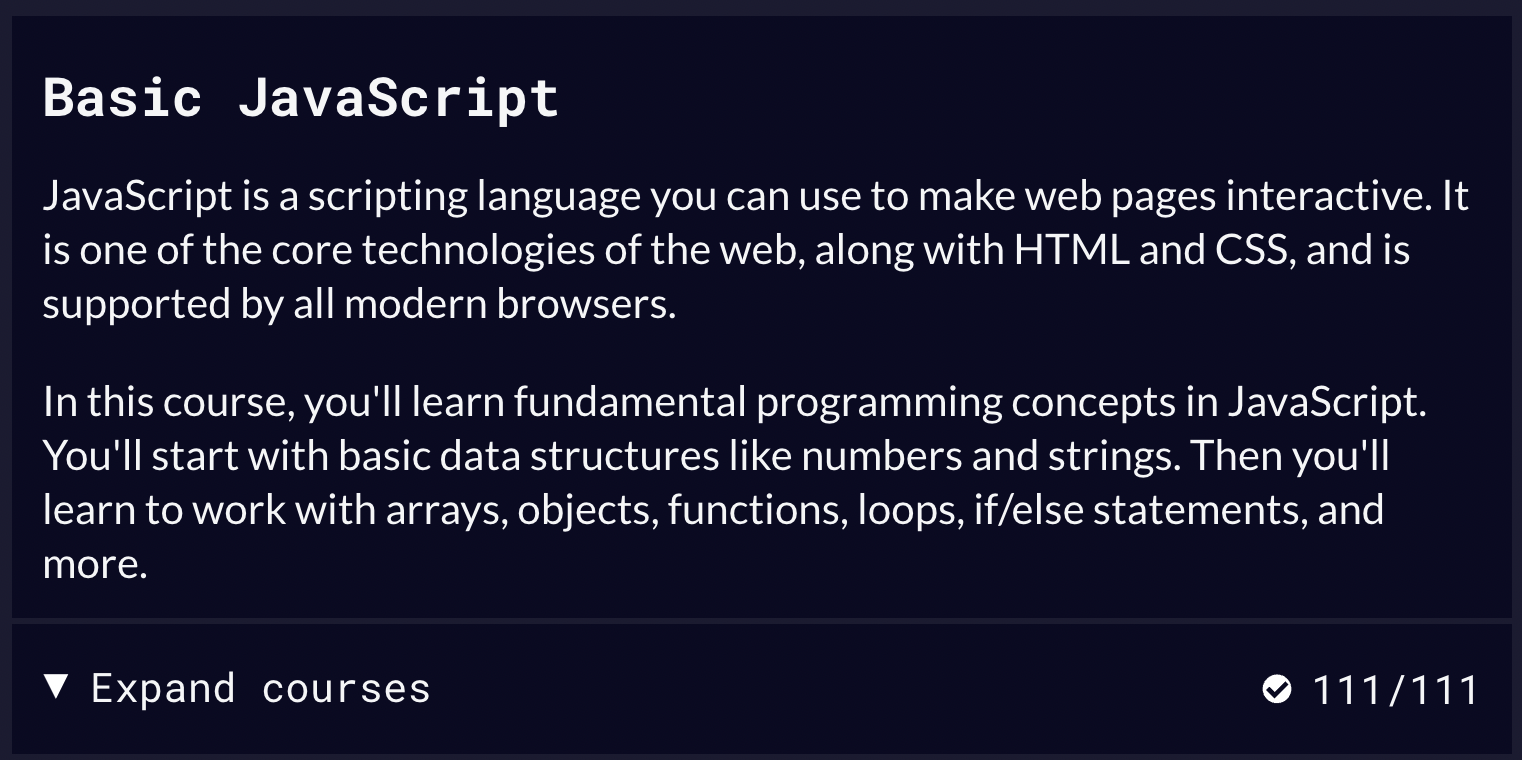 Basic JavaScript
JavaScript is a scripting language you can use to make web pages interactive. It
is one of the core technologies of the web, along with HTML and CSS, and is
supported by all modern browsers.
In this course, you'll learn fundamental programming concepts in JavaScript.
You'll start with basic data structures like numbers and strings. Then you'll
learn to work with arrays, objects, functions, loops, if/else statements, and
more.
Expand courses
111/111